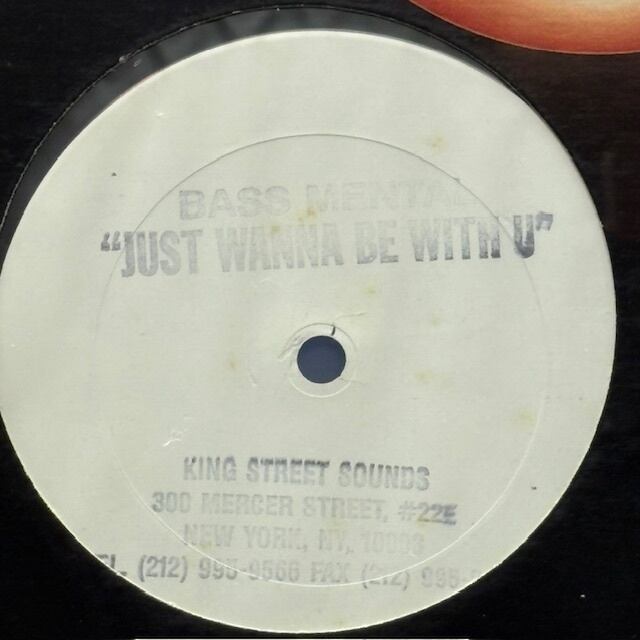 BASS MENTAL
"JUST WANNA BE WITH U"
KING STREET SOUNDS
300 MERCER STREET, #22E
NEW YORK, NY, 10003
(212) 995-9566 FAX (212)